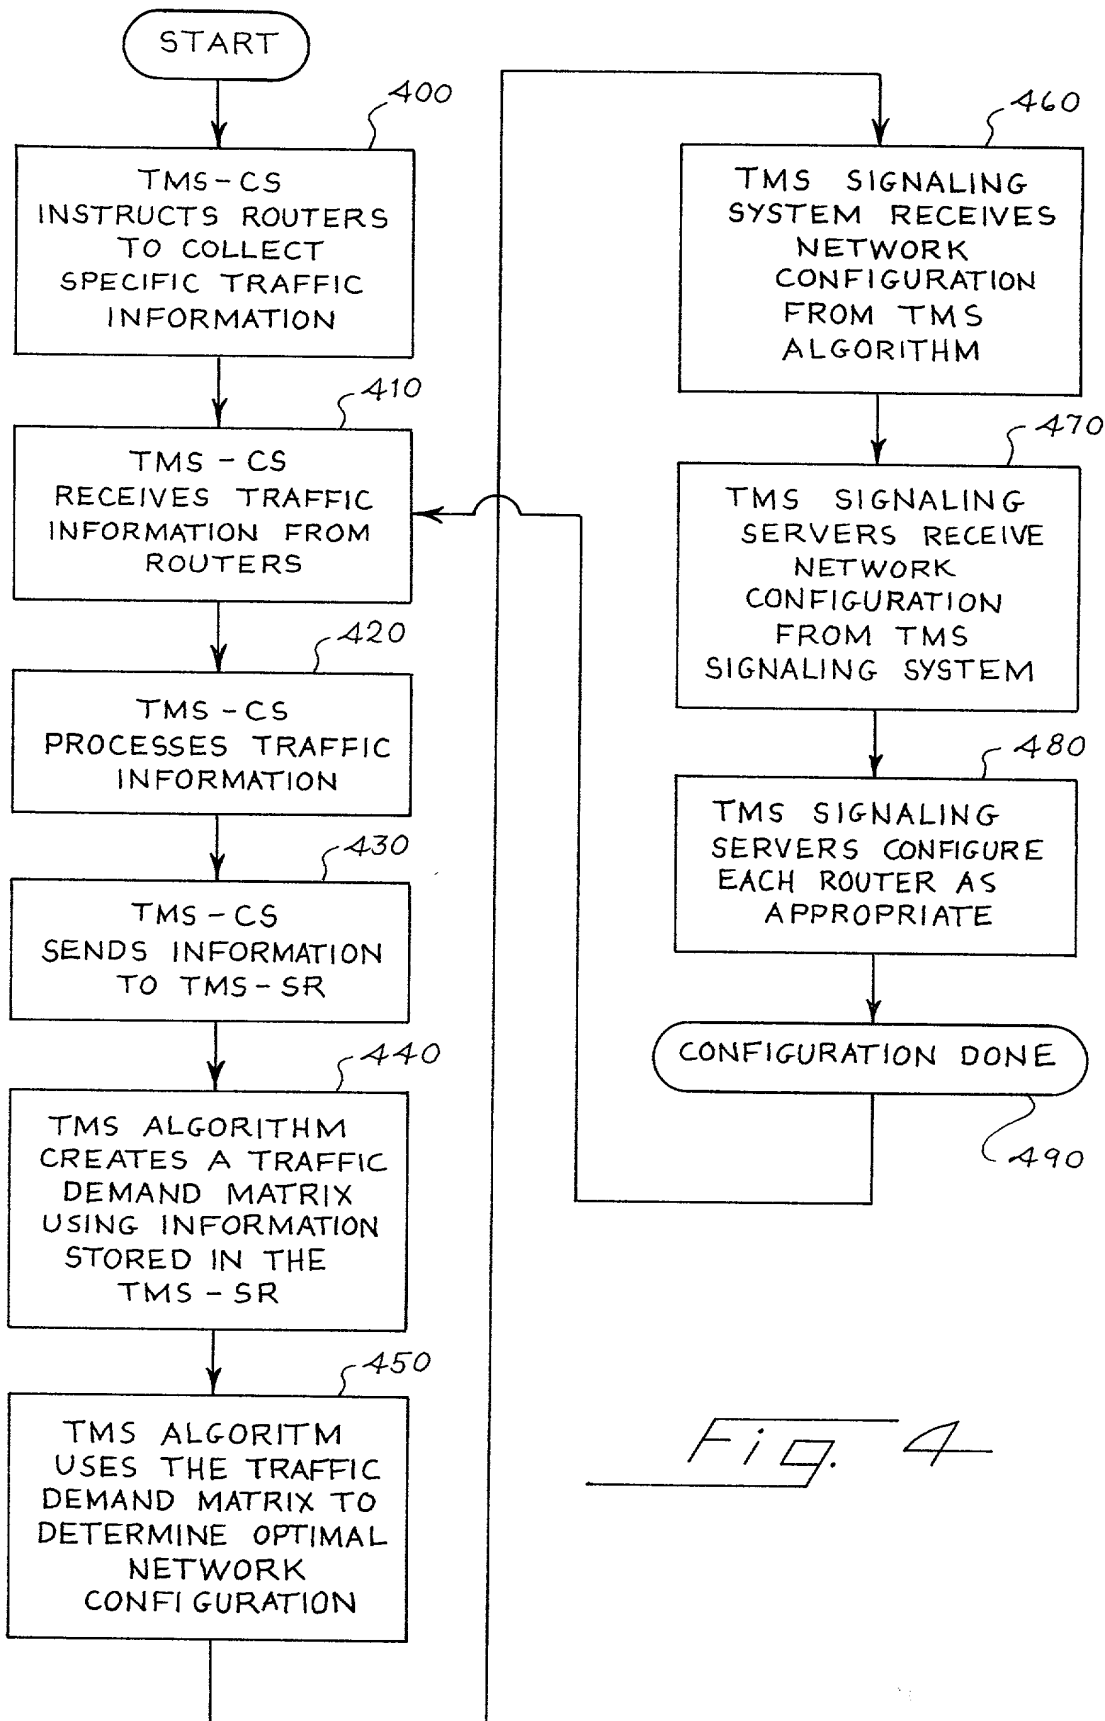 START
400
TMS-CS
INSTRUCTS ROUTERS
TO COLLECT
SPECIFIC TRAFFIC
INFORMATION
410
TMS-CS
RECEIVES TRAFFIC
INFORMATION FROM
ROUTERS
420
TMS-CS
PROCESSES TRAFFIC
INFORMATION
430
TMS-CS
SENDS INFORMATION
TO TMS-SR
440
TMS ALGORITHM
CREATES A TRAFFIC
DEMAND MATRIX
USING INFORMATION
STORED IN THE
TMS-SR
450
TMS ALGORITM
USES THE TRAFFIC
DEMAND MATRIX TO
DETERMINE OPTIMAL
NETWORK
CONFIGURATION
460
TMS SIGNALING
SYSTEM RECEIVES
NETWORK
CONFIGURATION
FROM TMS
ALGORITHM
470
TMS SIGNALING
SERVERS RECEIVE
NETWORK
CONFIGURATION
FROM TMS
SIGNALING SYSTEM
480
TMS SIGNALING
SERVERS CONFIGURE
EACH ROUTER AS
APPROPRIATE
CONFIGURATION DONE
490
Fig. 4